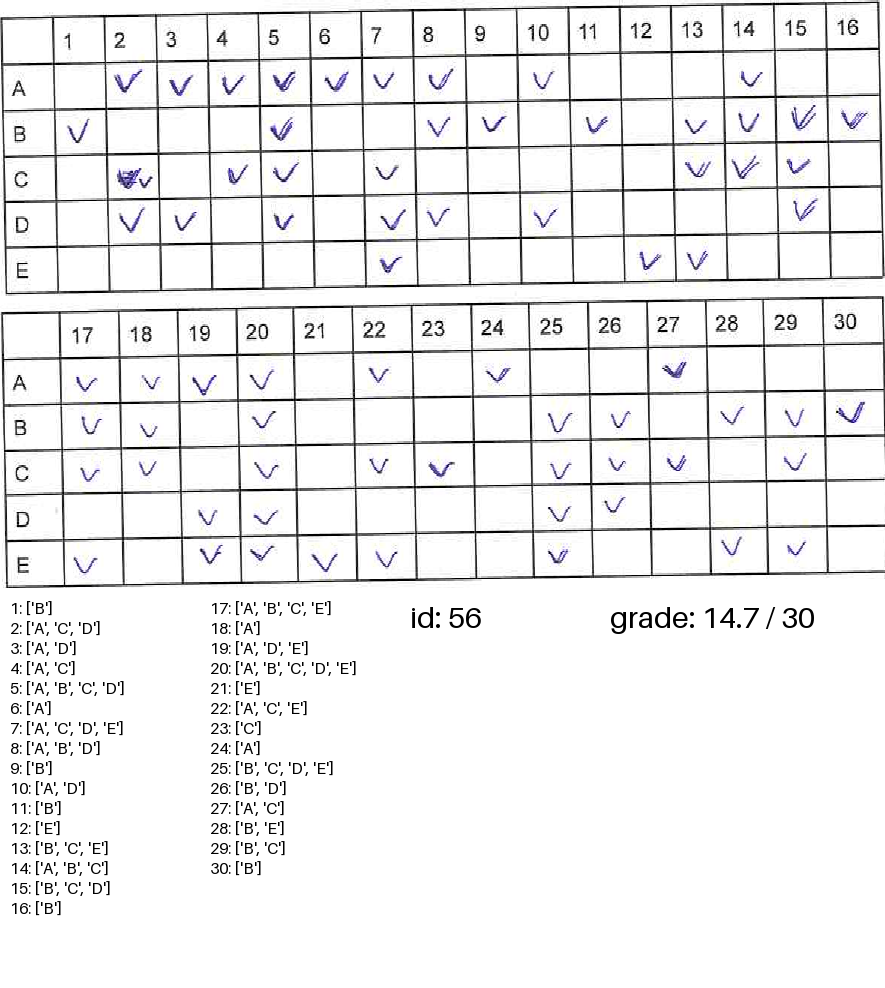 1 2 3 4 5 6 7 8 9 10 11 12 13 14 15 16
A
B
C
D
E
17 18 19 20 21 22 23 24 25 26 27 28 29 30
A
B
C
D
E
1: ['B']
2: ['A', 'C', 'D']
3: ['A', 'D']
4: ['A', 'C']
5: ['A', 'B', 'C', 'D']
6: ['A']
7: ['A', 'C', 'D', 'E']
8: ['A', 'B', 'D']
9: ['B']
10: ['A', 'D']
11: ['B']
12: ['E']
13: ['B', 'C', 'E']
14: ['A', 'B', 'C']
15: ['B', 'C', 'D']
16: ['B']
17: ['A', 'B', 'C', 'E']
18: ['A']
19: ['A', 'D', 'E']
20: ['A', 'B', 'C', 'D', 'E']
21: ['E']
22: ['A', 'C', 'E']
23: ['C']
24: ['A']
25: ['B', 'C', 'D', 'E']
26: ['B', 'D']
27: ['A', 'C']
28: ['B', 'E']
29: ['B', 'C']
30: ['B']
id: 56
grade: 14.7 / 30